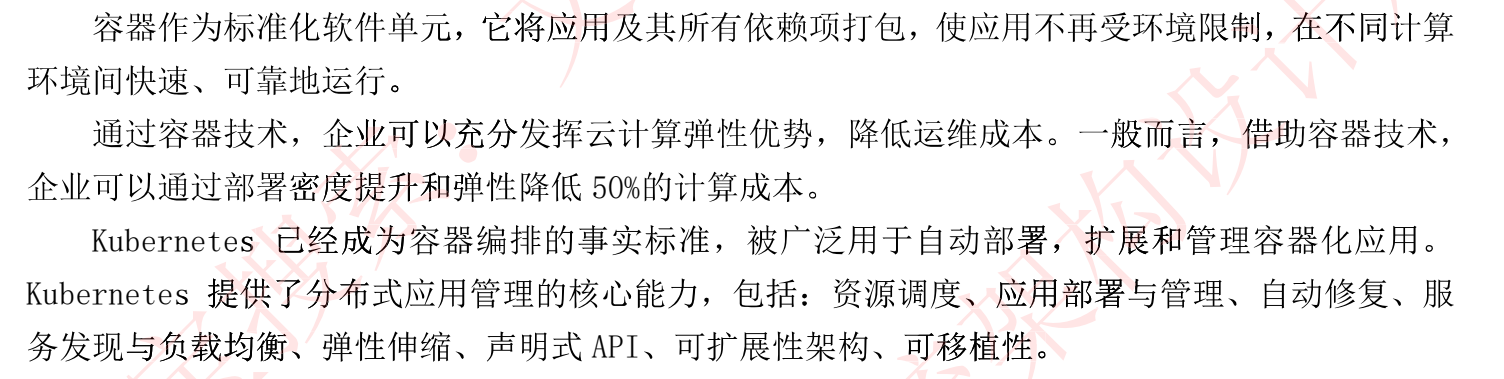 容器作为标准化软件单元，它将应用及其所有依赖项打包，使应用不再受环境限制，在不同计算
环境间快速、可靠地运行。
通过容器技术，企业可以充分发挥云计算弹性优势，降低运维成本。一般而言，借助容器技术，
企业可以通过部署密度提升和弹性降低 50%的计算成本。
Kubernetes 已经成为容器编排的事实标准，被广泛用于自动部署，扩展和管理容器化应用。
Kubernetes 提供了分布式应用管理的核心能力，包括：资源调度、应用部署与管理、自动修复、服
务发现与负载均衡、弹性伸缩、声明式 API、可扩展性架构、可移植性。
搜索：
架构设计